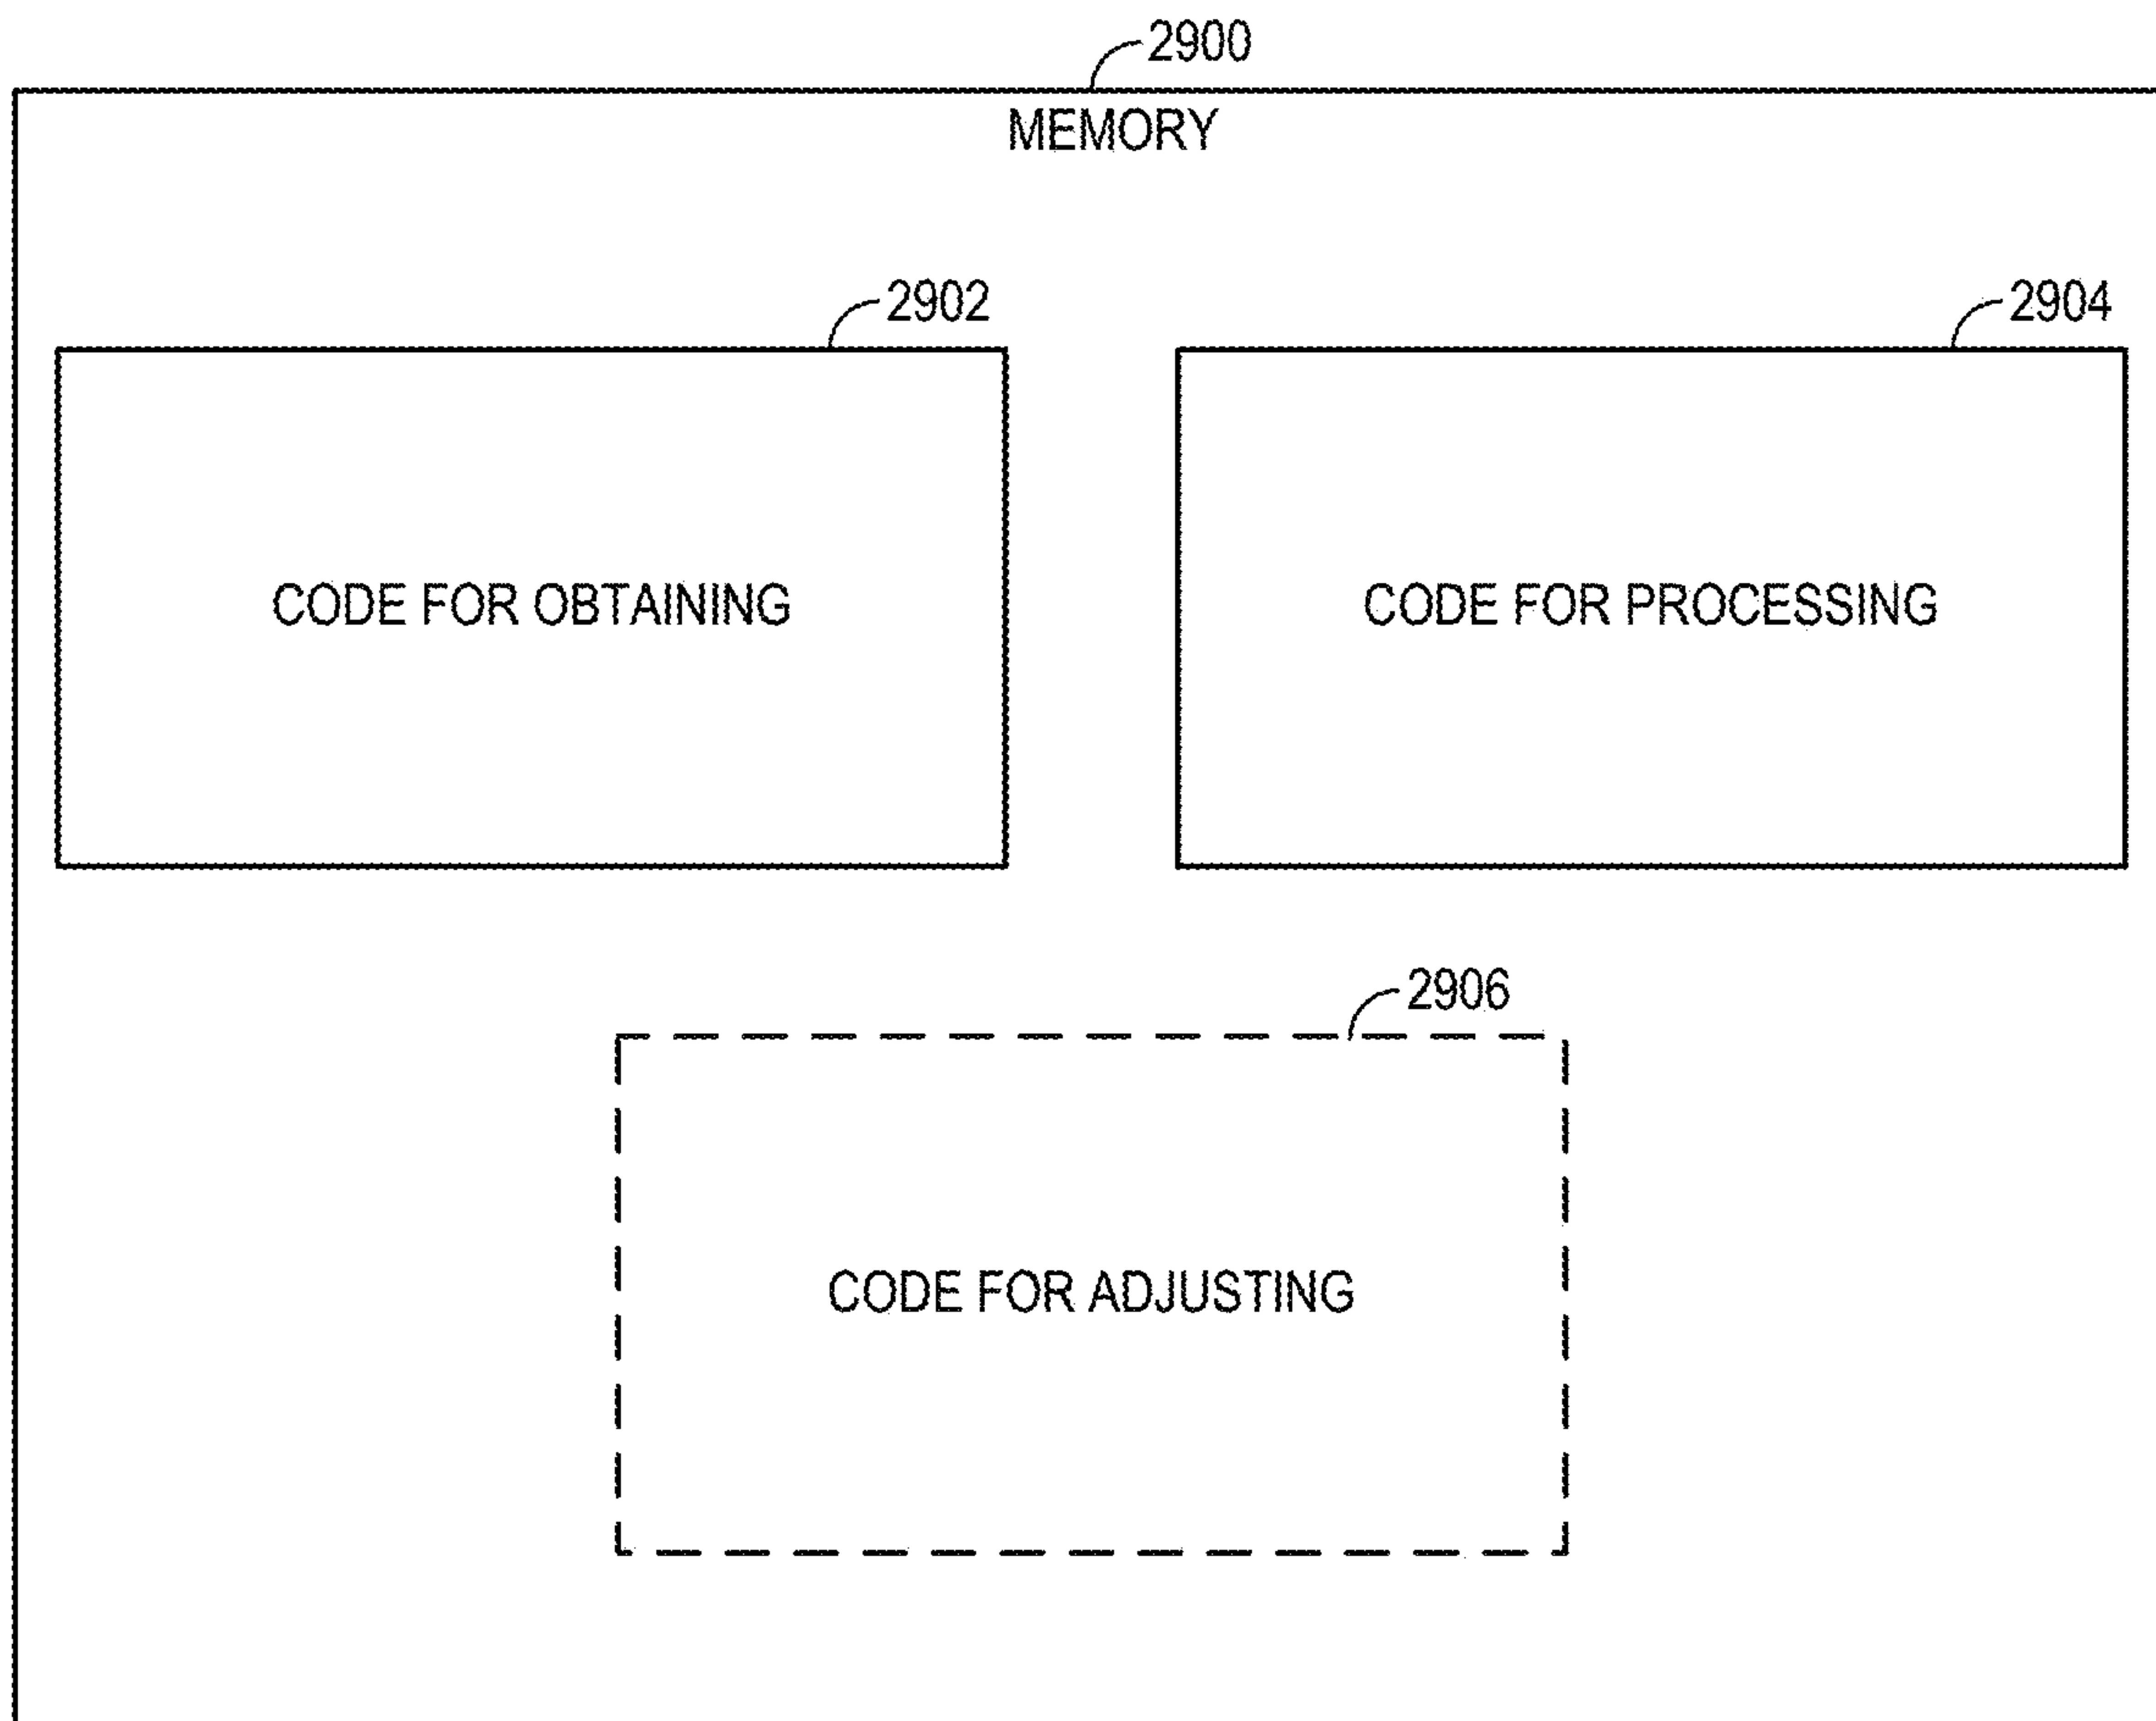 2900
MEMORY
2902
2904
CODE FOR OBTAINING
CODE FOR PROCESSING
2906
CODE FOR ADJUSTING